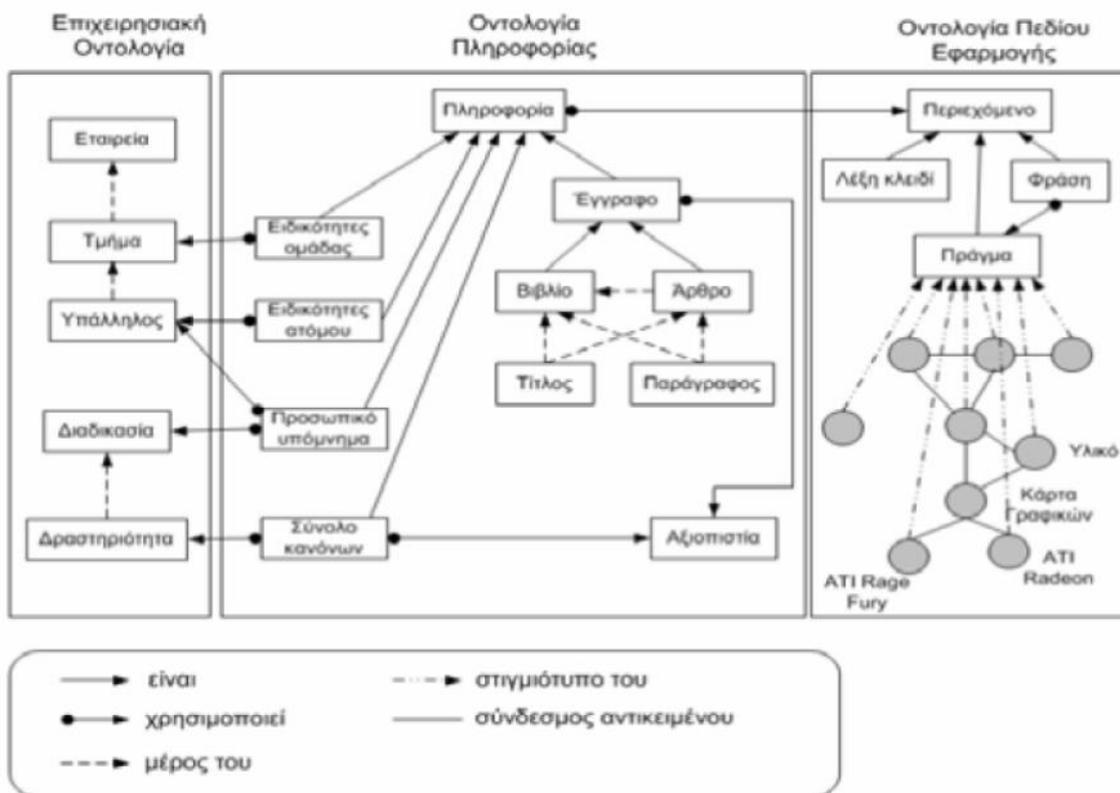 Επιχειρησιακή
Οντολογία
Οντολογία
Πληροφορίας
Οντολογία Πεδίου
Εφαρμογής
Εταιρεία
Τμήμα
Υπάλληλος
Διαδικασία
Δραστηριότητα
Πληροφορία
Έγγραφο
Ειδικότητες
ομάδας
Βιβλίο
Άρθρο
Ειδικότητες
ατόμου
Τίτλος
Παράγραφος
Προσωπικό
υπόμνημα
Σύνολο
κανόνων
Αξιοπιστία
Περιεχόμενο
Λέξη κλειδί
Φράση
Πράγμα
Υλικό
Κάρτα
Γραφικών
ATI Rage
Fury
ATI
Radeon
είναι
χρησιμοποιεί
μέρος του
στιγμιότυπο του
σύνδεσμος αντικειμένου